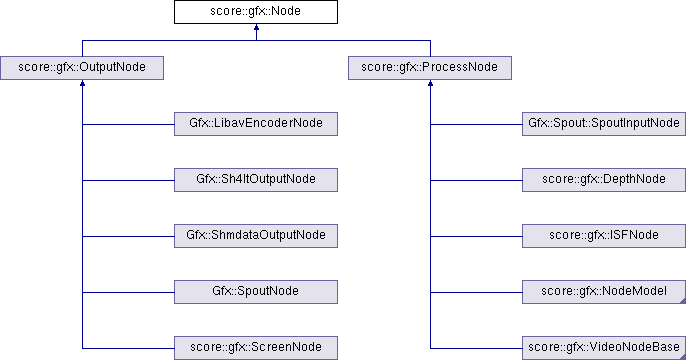 score::gfx::Node
score::gfx::OutputNode
score::gfx::ProcessNode
Gfx::LibavEncoderNode
Gfx::Spout::SpoutInputNode
Gfx::Sh4ltOutputNode
score::gfx::DepthNode
Gfx::ShmdataOutputNode
score::gfx::ISFNode
Gfx::SpoutNode
score::gfx::NodeModel
score::gfx::ScreenNode
score::gfx::VideoNodeBase